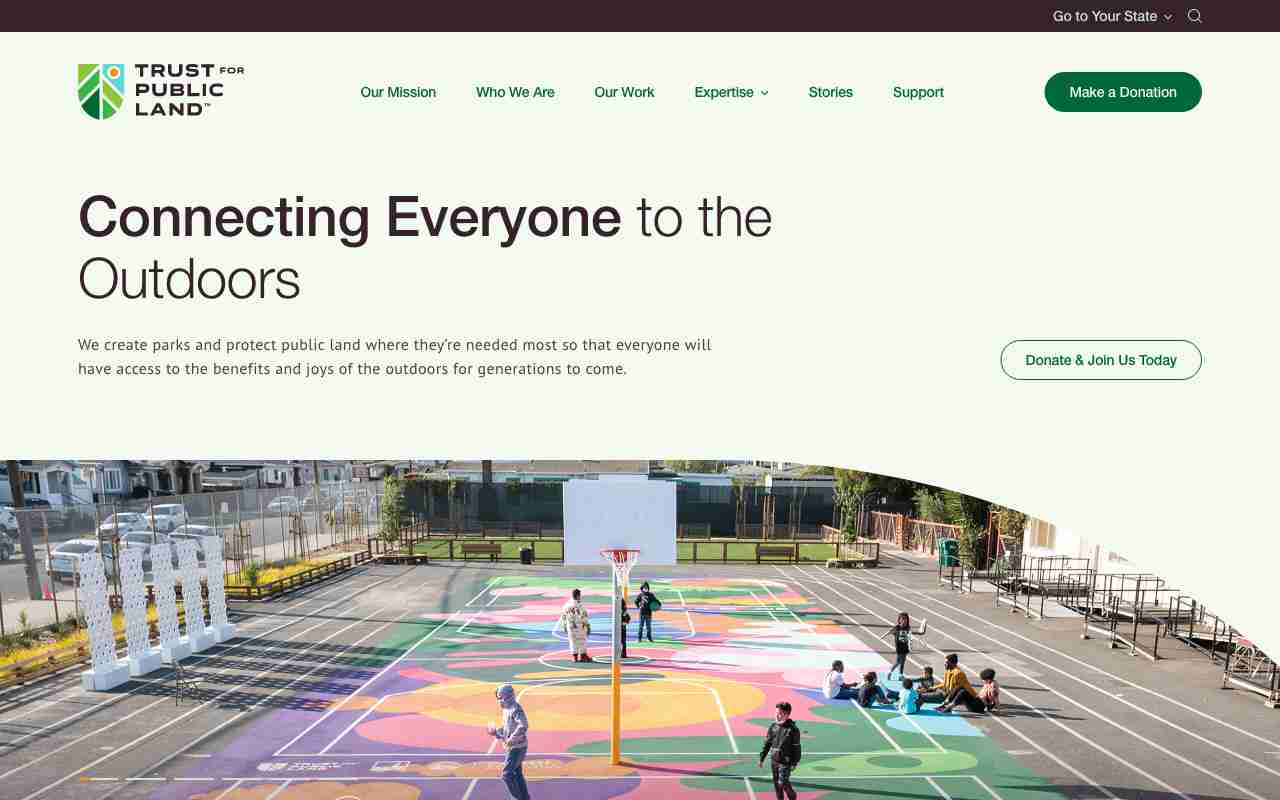 Go to Your State
TRUST FOR
PUBLIC
LAND™
Our Mission
Who We Are
Our Work
Expertise
Stories
Support
Make a Donation
Connecting Everyone to the
Outdoors
We create parks and protect public land where they're needed most so that everyone will
have access to the benefits and joys of the outdoors for generations to come.
Donate & Join Us Today